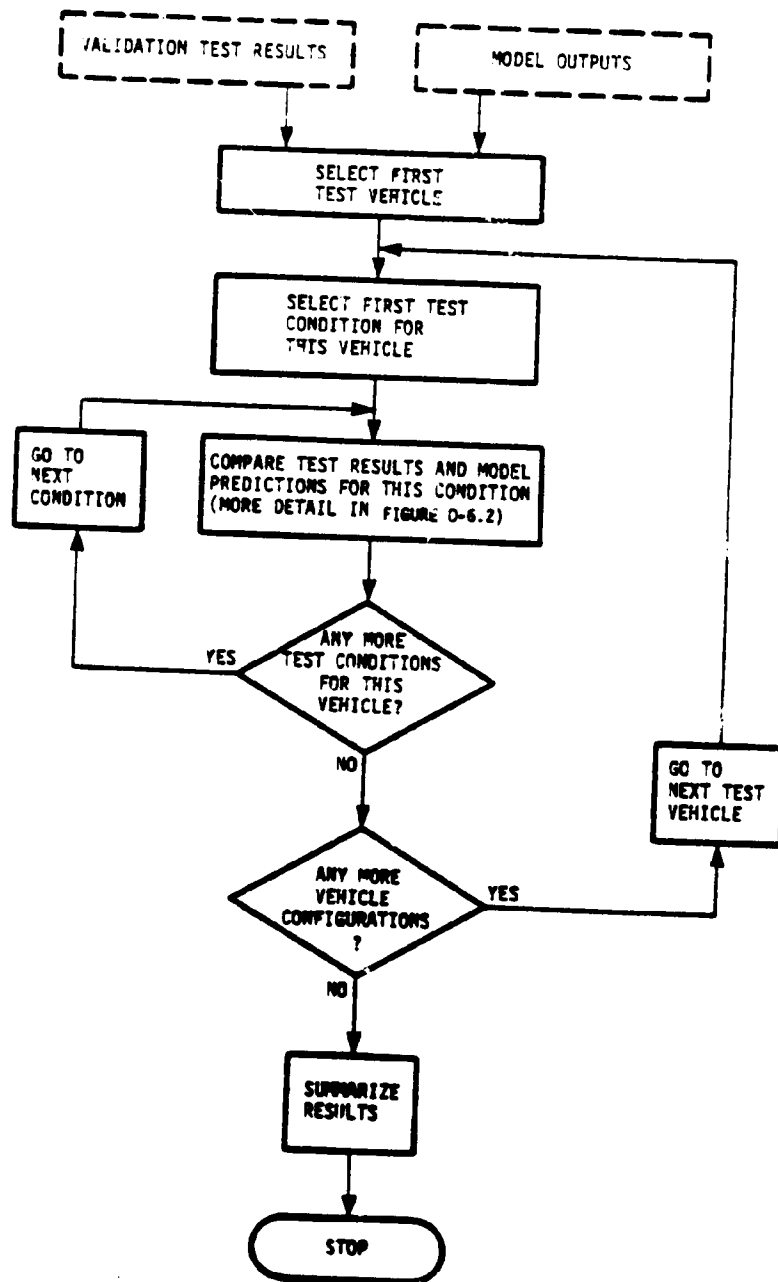 VALIDATION TEST RESULTS
MODEL OUTPUTS
SELECT FIRST
TEST VEHICLE
SELECT FIRST TEST
CONDITION FOR
THIS VEHICLE
GO TO
NEXT
CONDITION
COMPARE TEST RESULTS AND MODEL
PREDICTIONS FOR THIS CONDITION
(MORE DETAIL IN FIGURE D-6.2)
YES
ANY MORE
TEST CONDITIONS
FOR THIS
VEHICLE?
NO
GO TO
NEXT TEST
VEHICLE
ANY MORE
VEHICLE
CONFIGURATIONS
?
YES
NO
SUMMARIZE
RESULTS
STOP